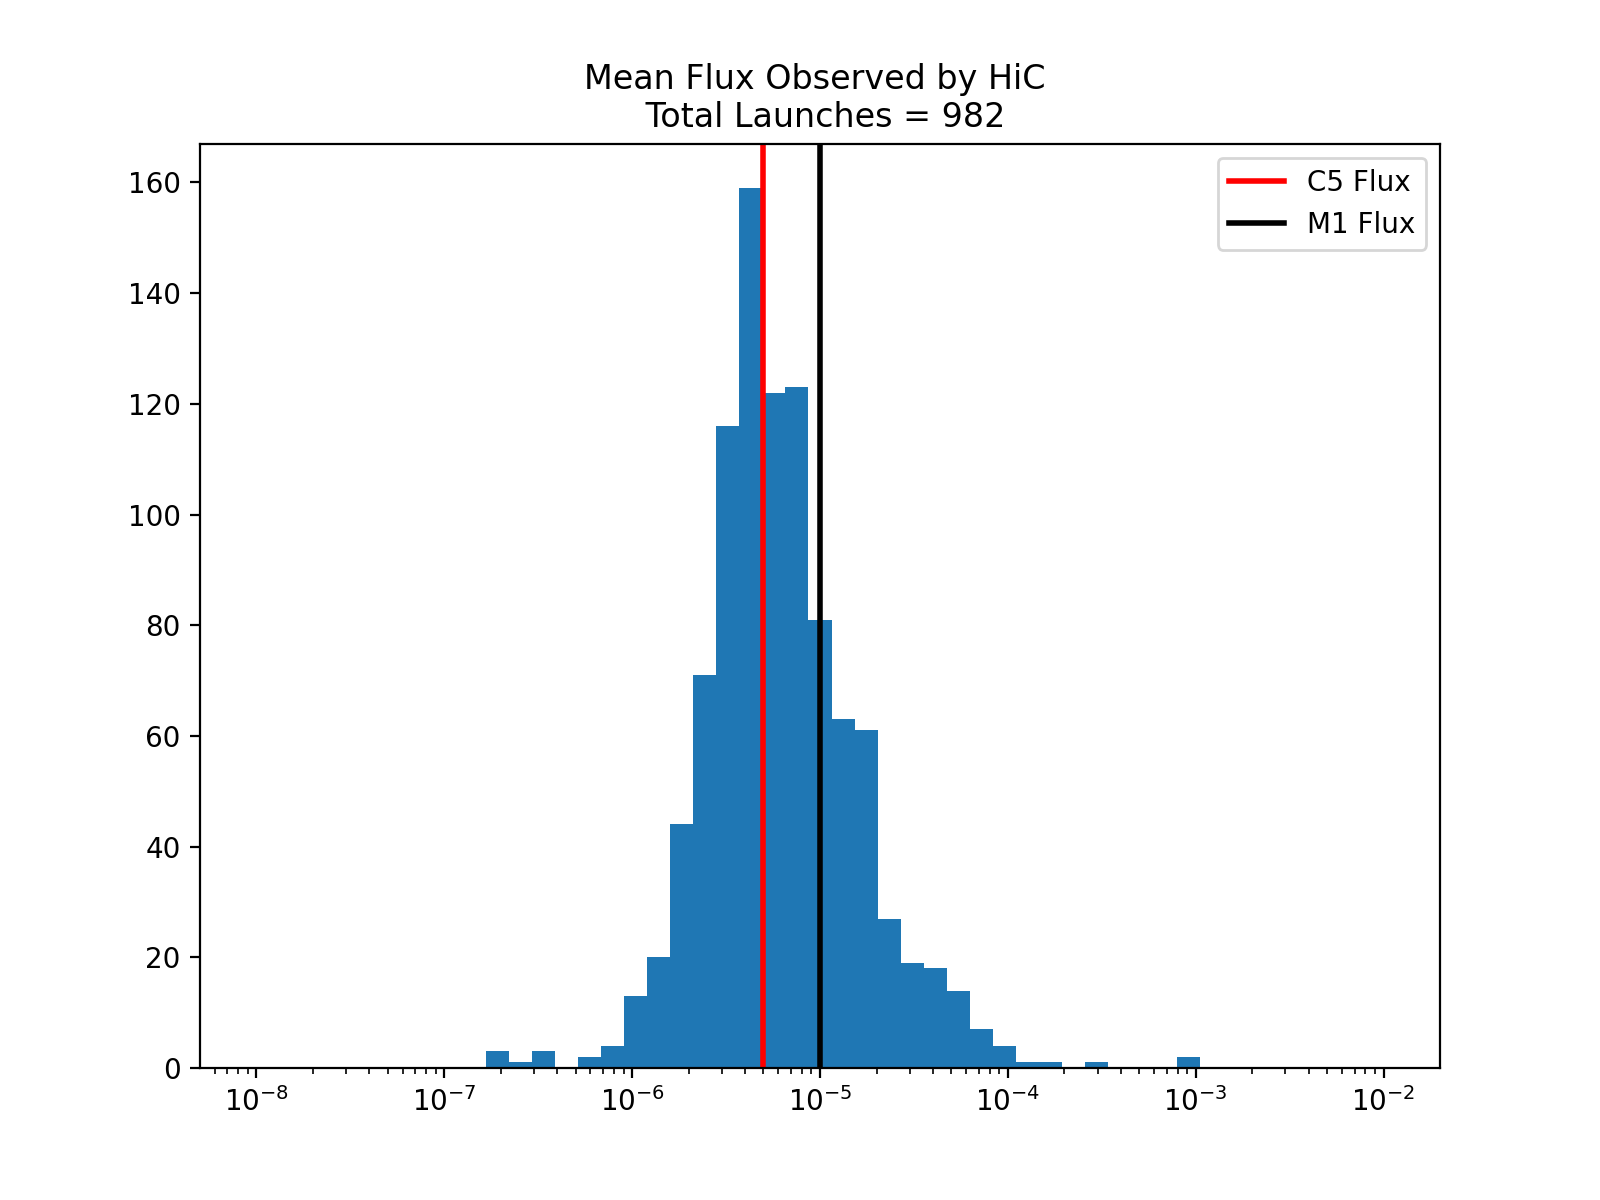 Mean Flux Observed by HiC
Total Launches = 982
C5 Flux
M1 Flux
160
140
120
100
80
60
40
20
0
10⁻⁸ 10⁻⁷ 10⁻⁶ 10⁻⁵ 10⁻⁴ 10⁻³ 10⁻²